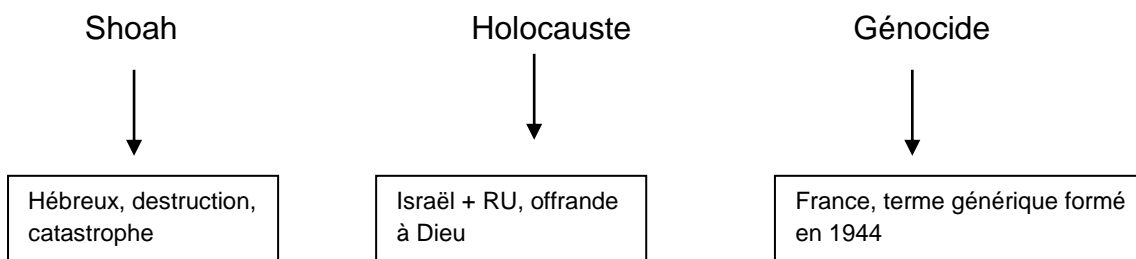 Shoah Holocauste Génocide
Hébreux, destruction,
catastrophe
Israël + RU, offrande
à Dieu
France, terme générique formé
en 1944